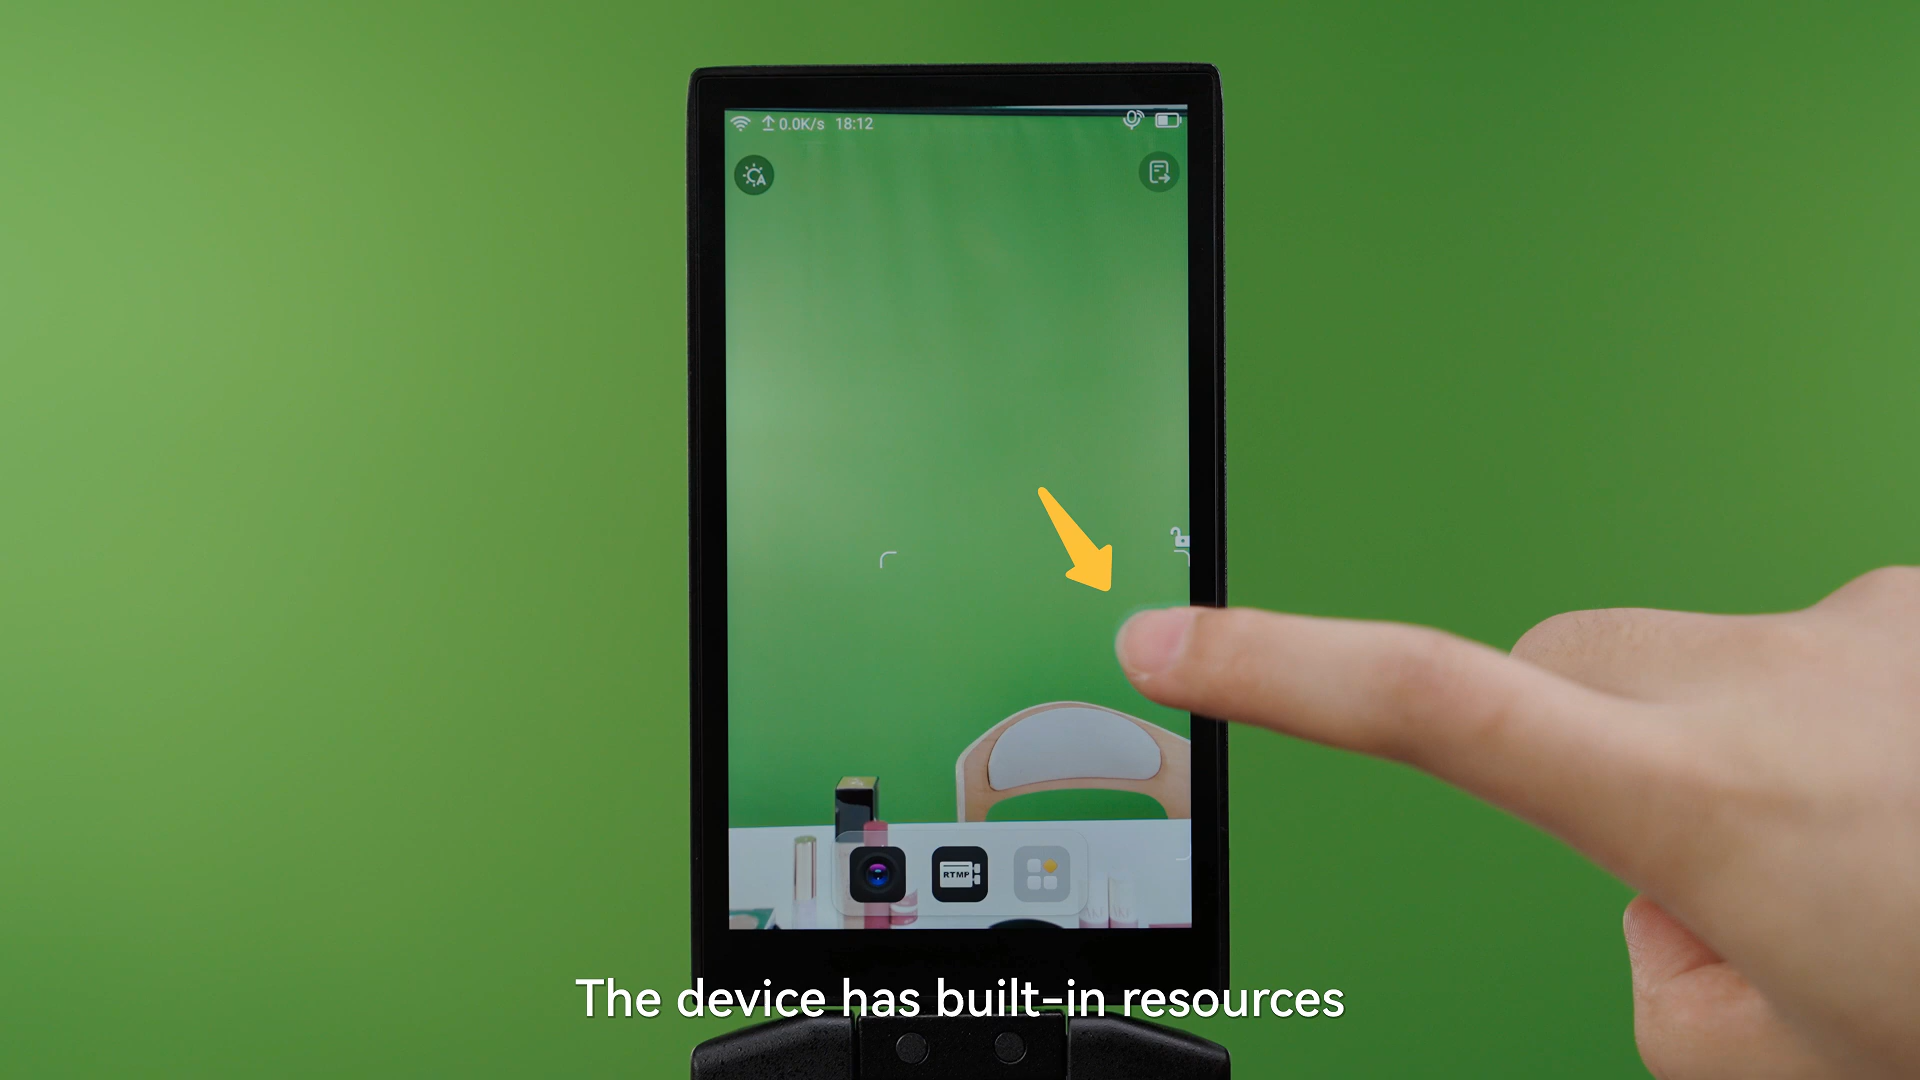 0.0K/s 18:12
RTMP
The device has built-in resources